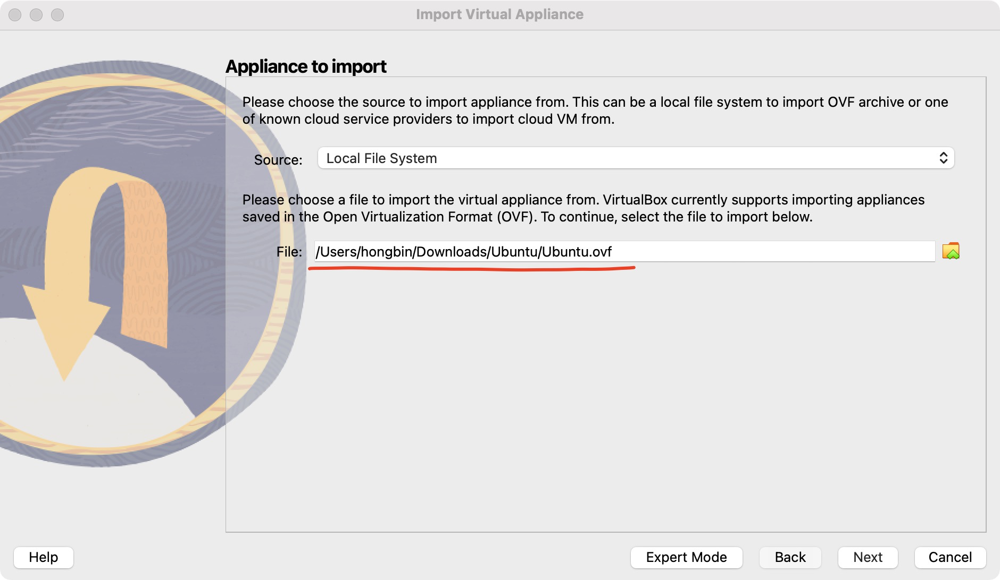 Import Virtual Appliance
Appliance to import
Please choose the source to import appliance from. This can be a local file system to import OVF archive or one
of known cloud service providers to import cloud VM from.
Source: Local File System
Please choose a file to import the virtual appliance from. VirtualBox currently supports importing appliances
saved in the Open Virtualization Format (OVF). To continue, select the file to import below.
File: /Users/hongbin/Downloads/Ubuntu/Ubuntu.ovf
Help Expert Mode Back Next Cancel